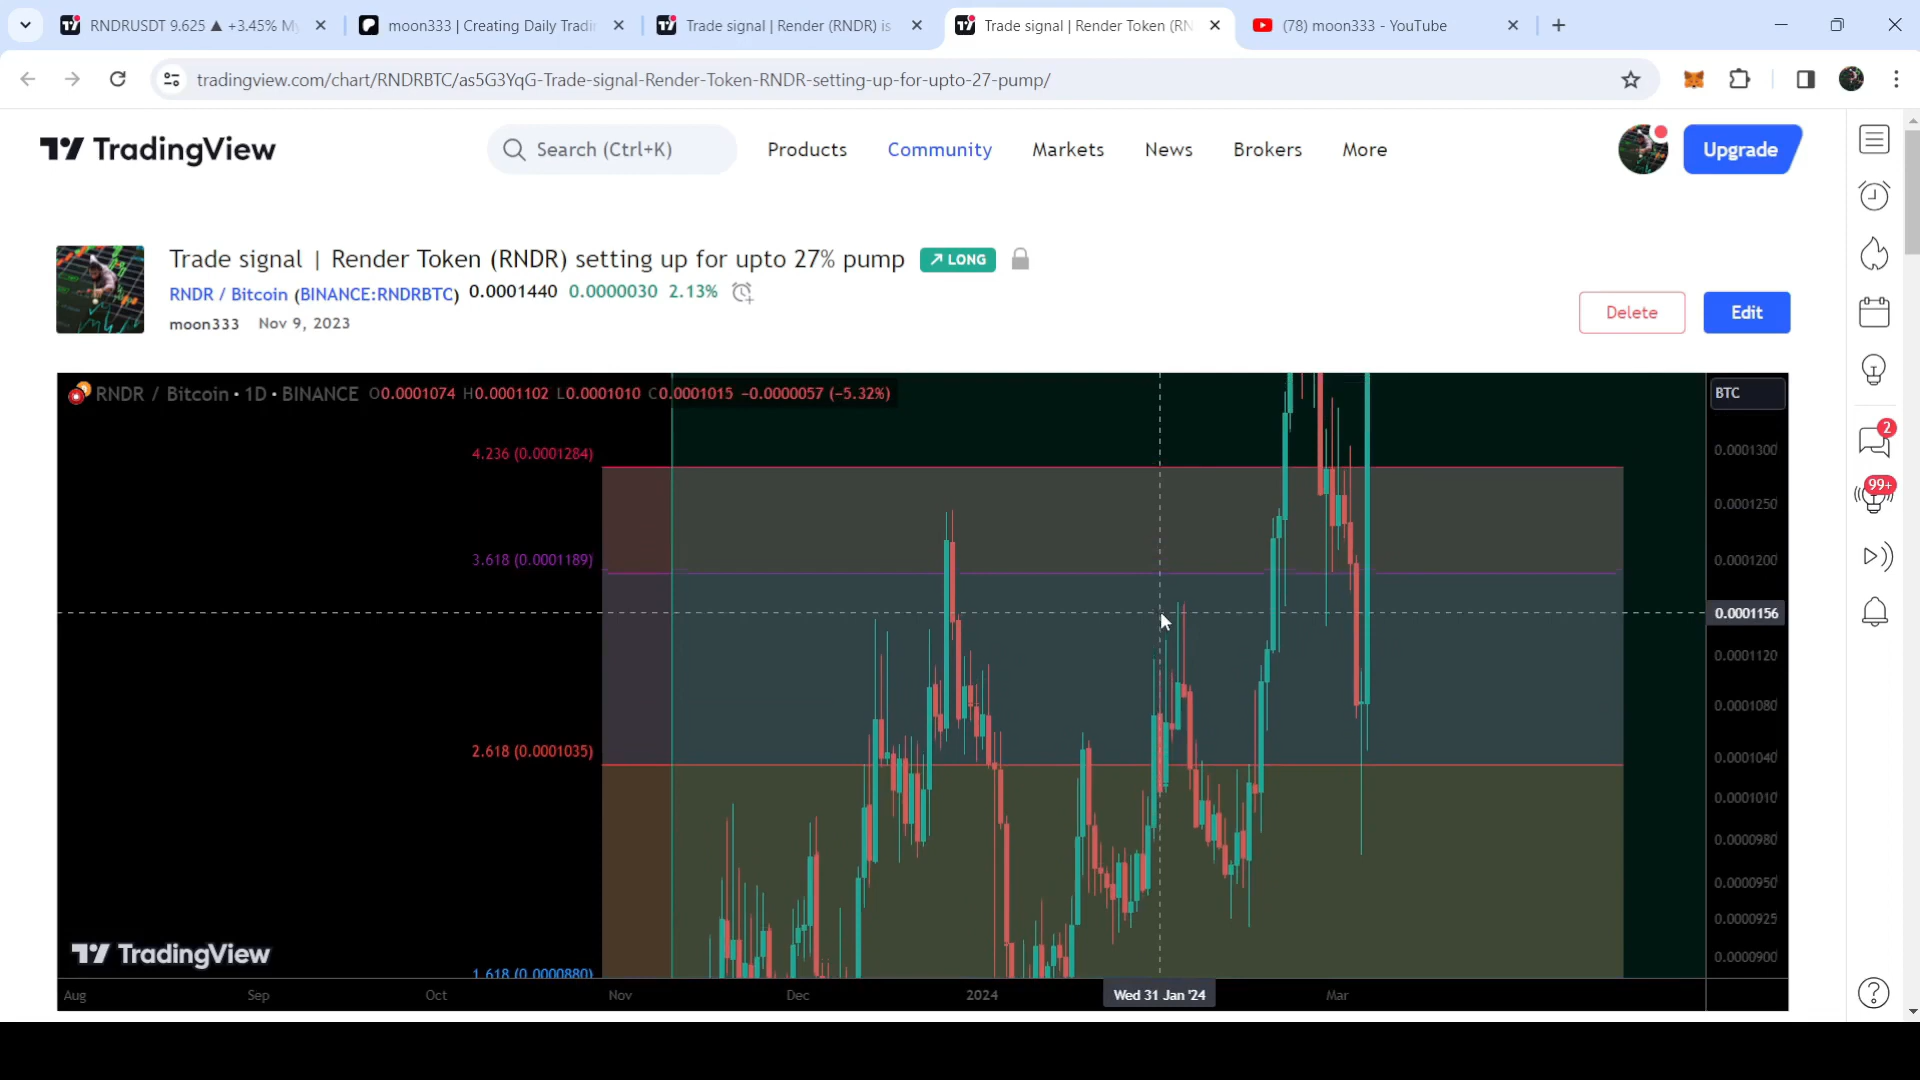 RNDRUSDT 9.625 ▲ +3.45% My
moon333 | Creating Daily Tradin
Trade signal | Render (RNDR) is
Trade signal | Render Token (RN
(78) moon333 - YouTube
tradingview.com/chart/RNDRBTC/as5G3YqG-Trade-signal-Render-Token-RNDR-setting-up-for-upto-27-pump/
TradingView
Search (Ctrl+K)
Products
Community
Markets
News
Brokers
More
Upgrade
Trade signal | Render Token (RNDR) setting up for upto 27% pump
↗ LONG
RNDR / Bitcoin (BINANCE:RNDRBTC) 0.0001440 0.0000030 2.13%
moon333 Nov 9, 2023
Delete
Edit
RNDR / Bitcoin • 1D • BINANCE O0.0001074 H0.0001102 L0.0001010 C0.0001015 −0.0000057 (−5.32%)
BTC
4.236 (0.0001284)
3.618 (0.0001189)
2.618 (0.0001035)
1.618 (0.0000880)
0.0001300
0.0001250
0.0001200
0.0001156
0.0001120
0.0001080
0.0001040
0.0001010
0.0000980
0.0000950
0.0000925
0.0000900
2
99+
TradingView
Aug
Sep
Oct
Nov
Dec
2024
Wed 31 Jan '24
Mar